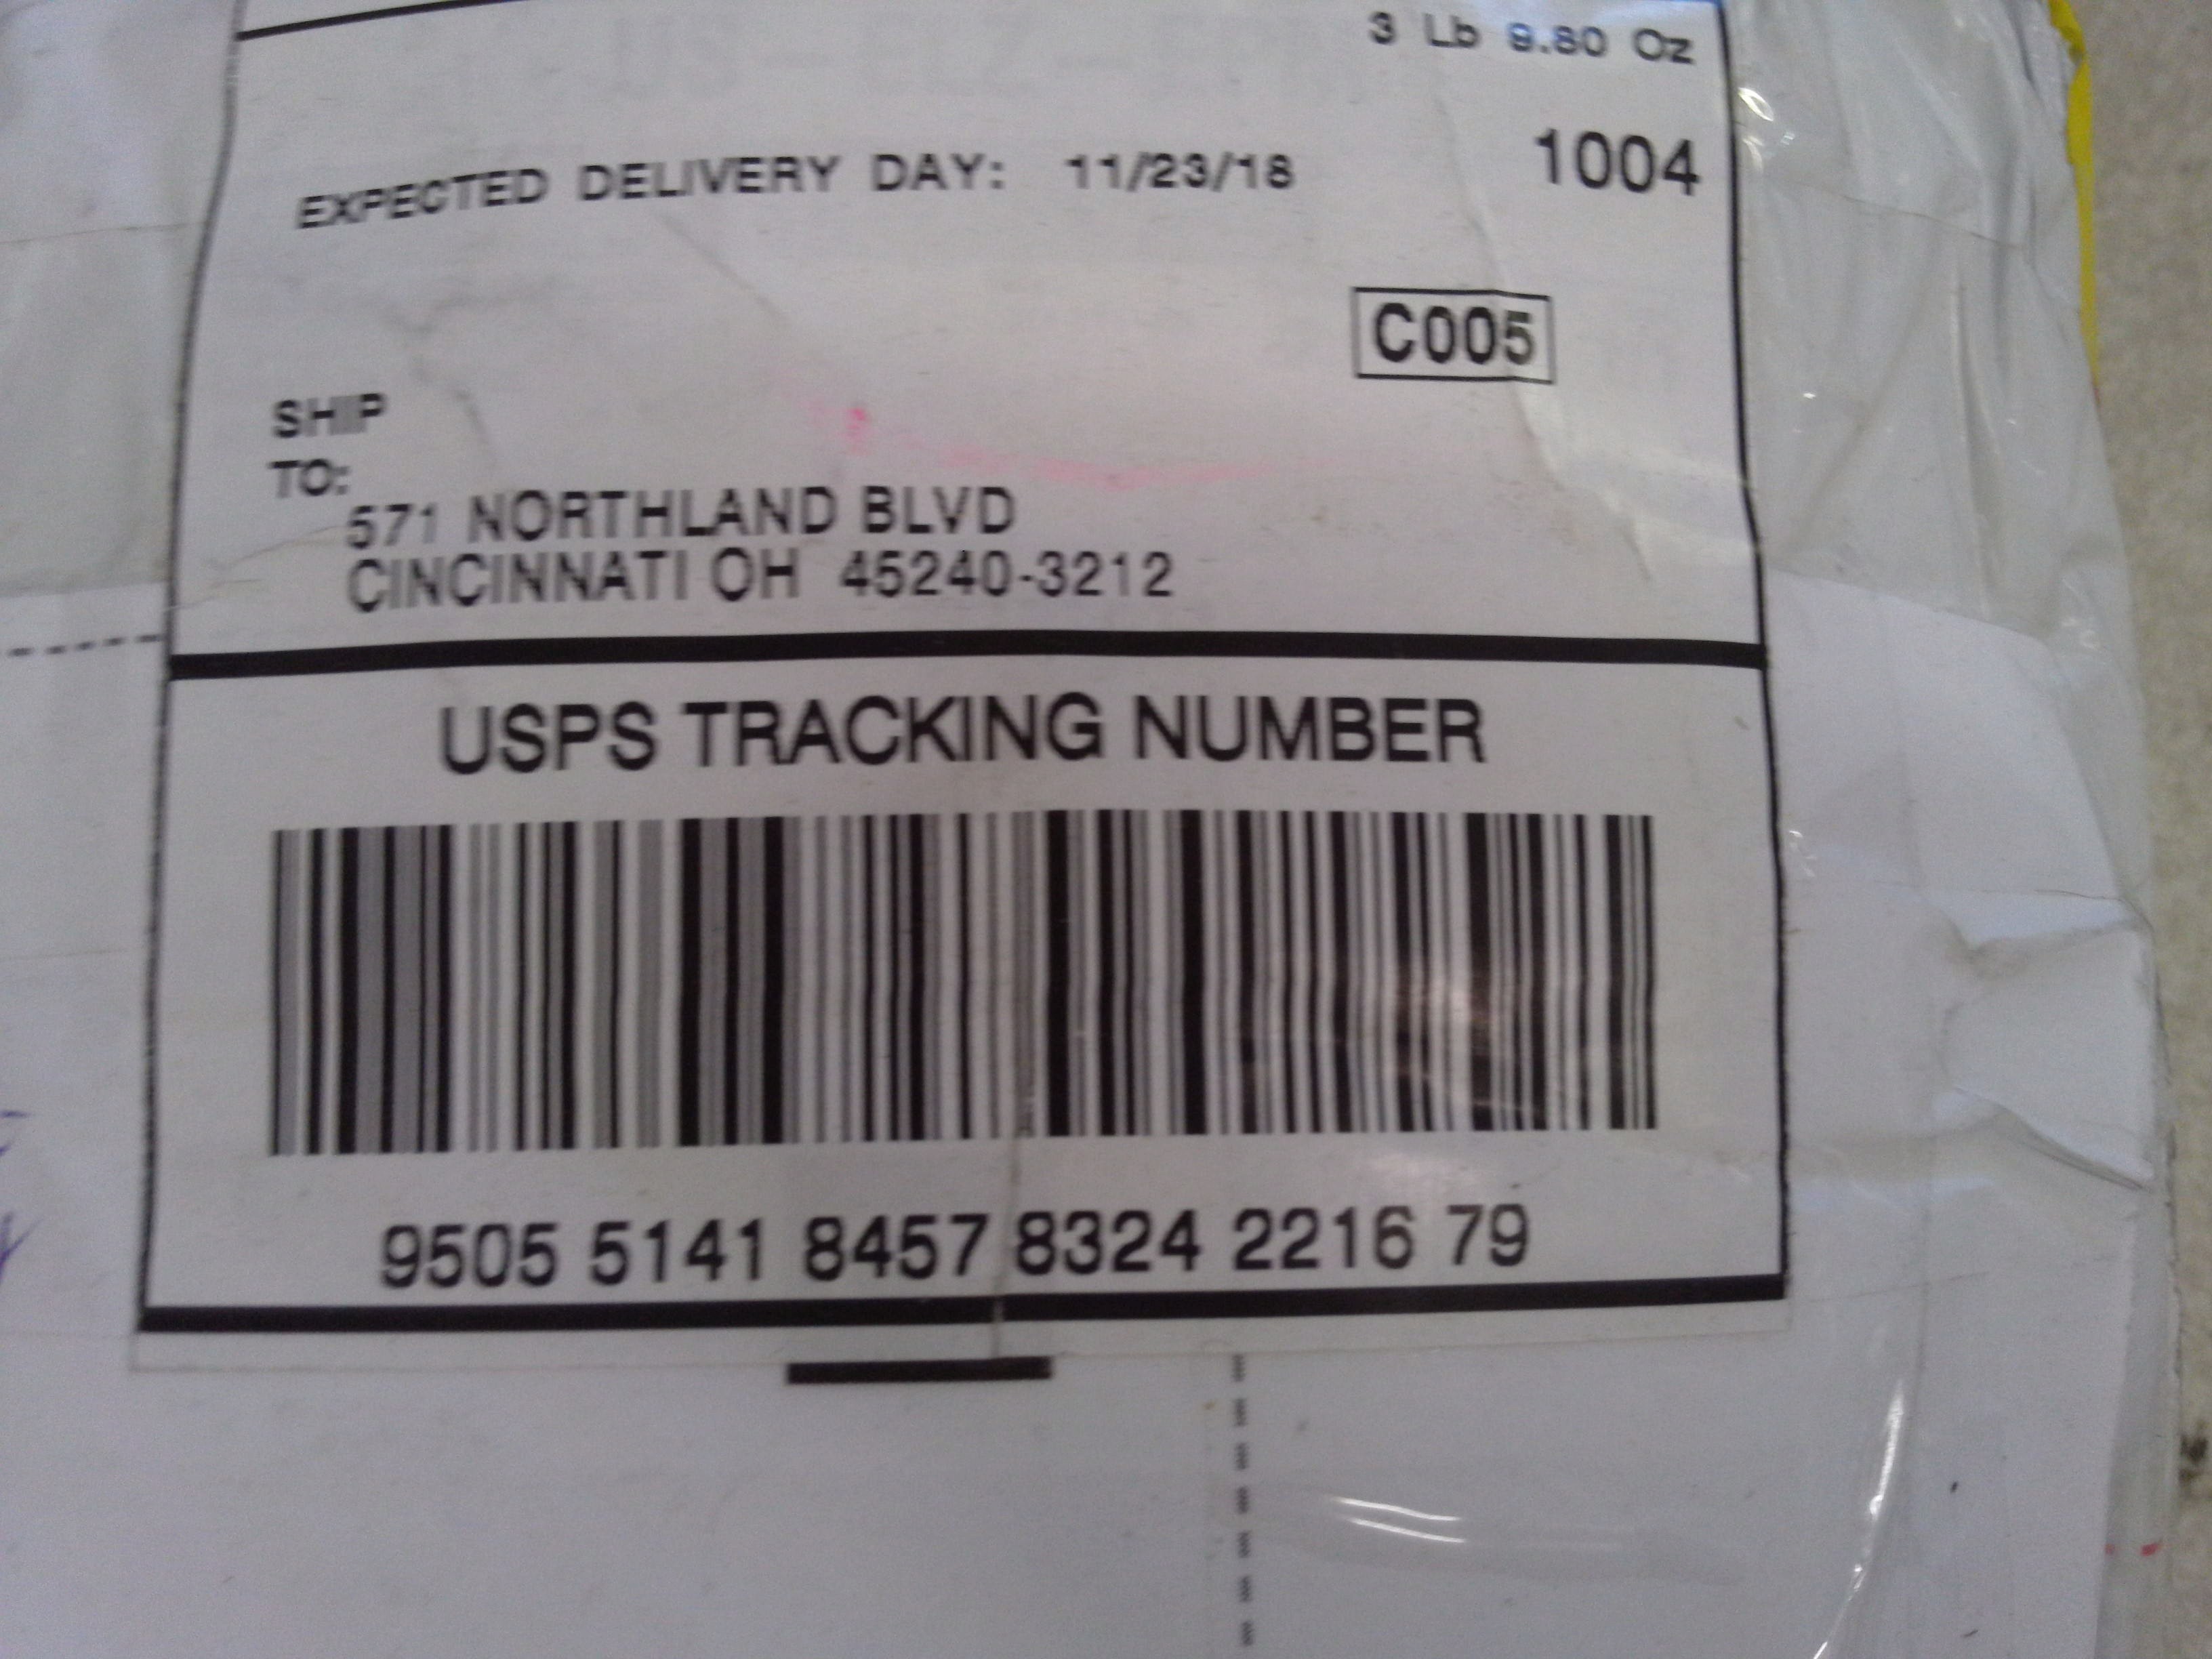 3 Lb 9.80 Oz
1004
EXPECTED DELIVERY DAY: 11/23/18
C005
SHIP
TO:
571 NORTHLAND BLVD
CINCINNATI OH 45240-3212
USPS TRACKING NUMBER
9505 5141 8457 8324 2216 79